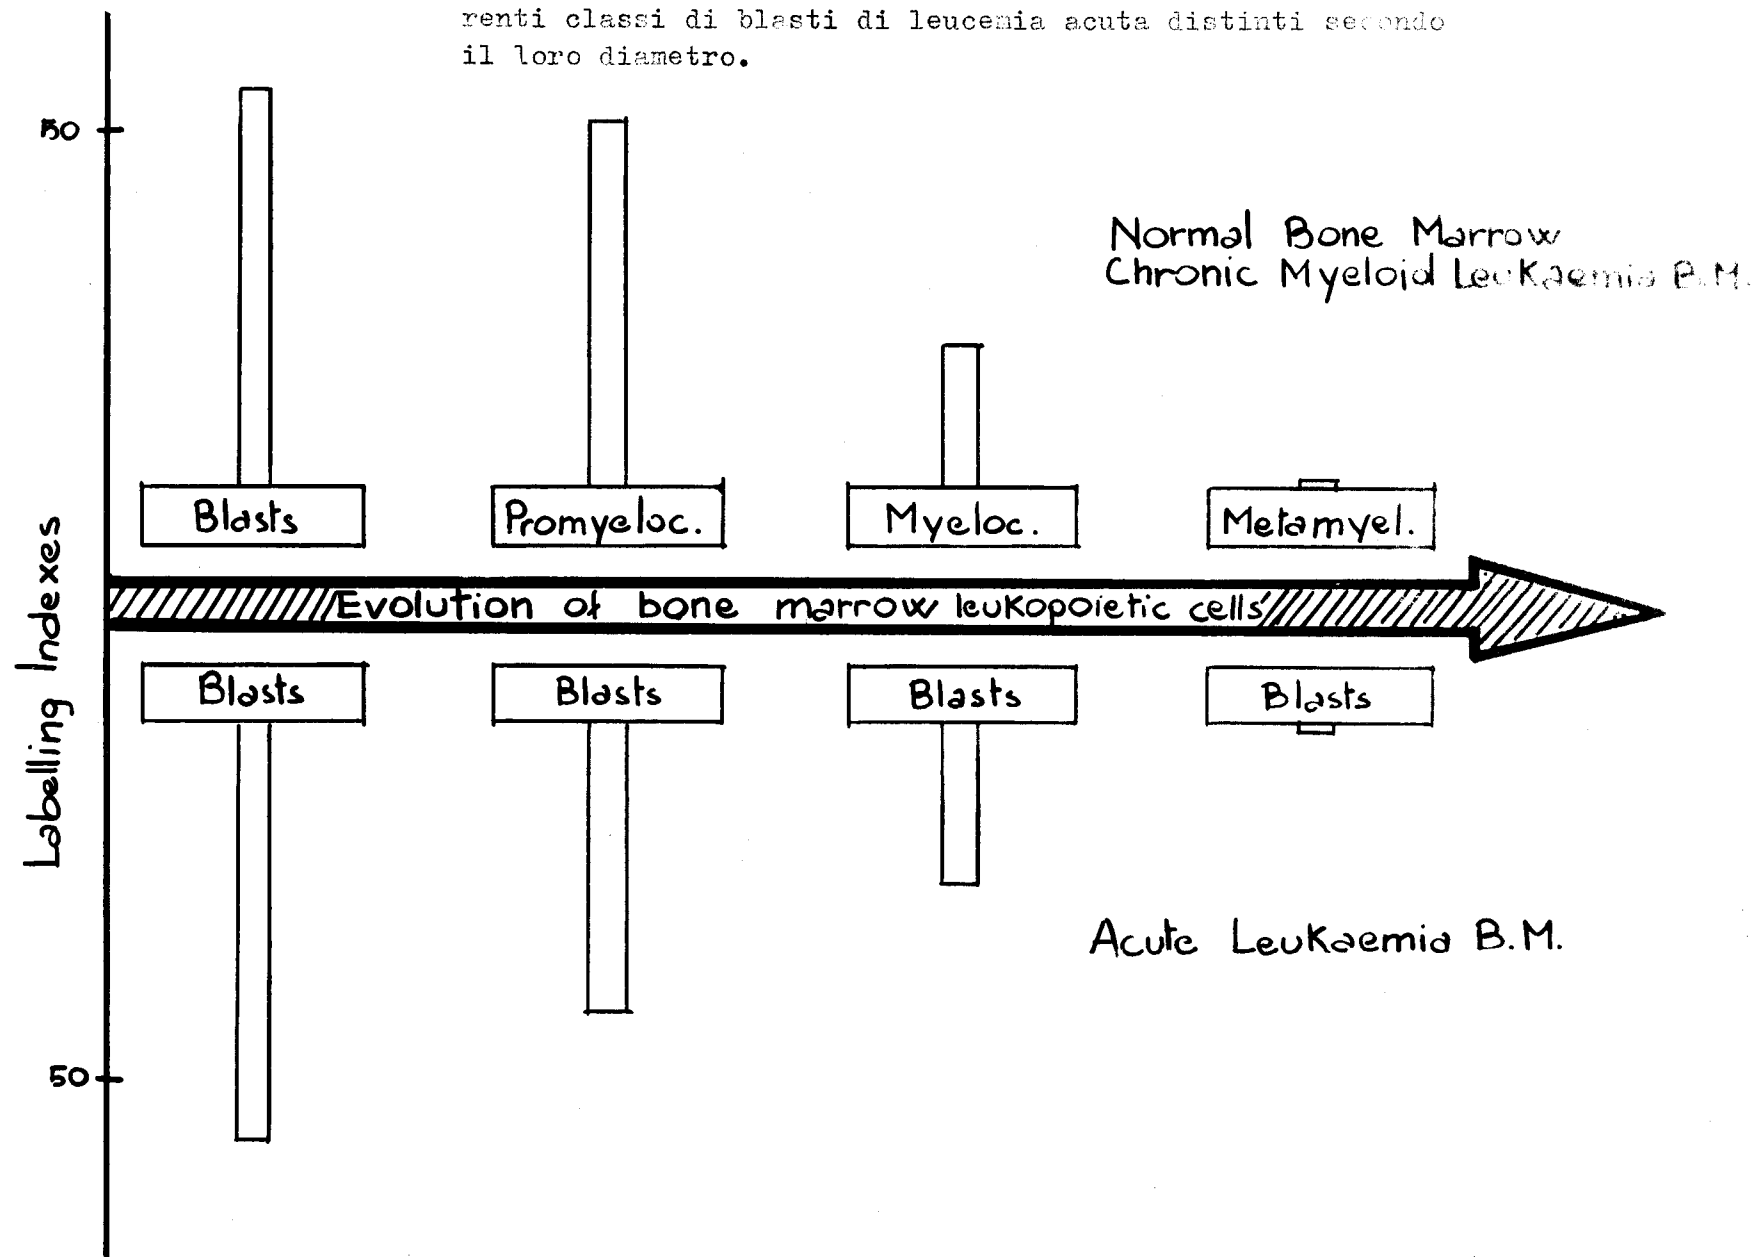 renti classi di blasti di leucemia acuta distinti secondo
il loro diametro.
50
Normal Bone Marrow
Chronic Myeloid Leukaemia B.M.
Blasts
Promyeloc.
Myeloc.
Metamyel.
Labelling Indexes
Evolution of bone marrow leukopoietic cells
Blasts
Blasts
Blasts
Blasts
Acute Leukaemia B.M.
50